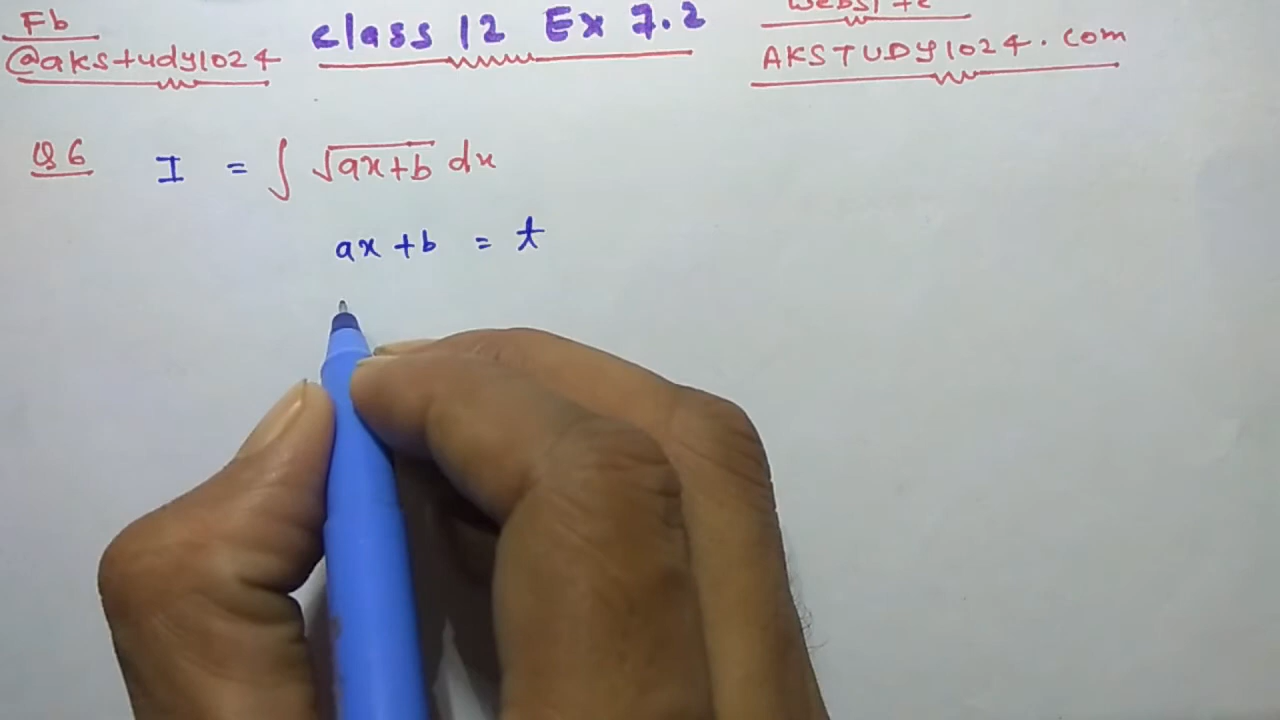 Fb
@akstudy1024
class 12 Ex 7.2
AKSTUDY1024.com
Q6 I = ∫ √ax+b dx
ax + b = t